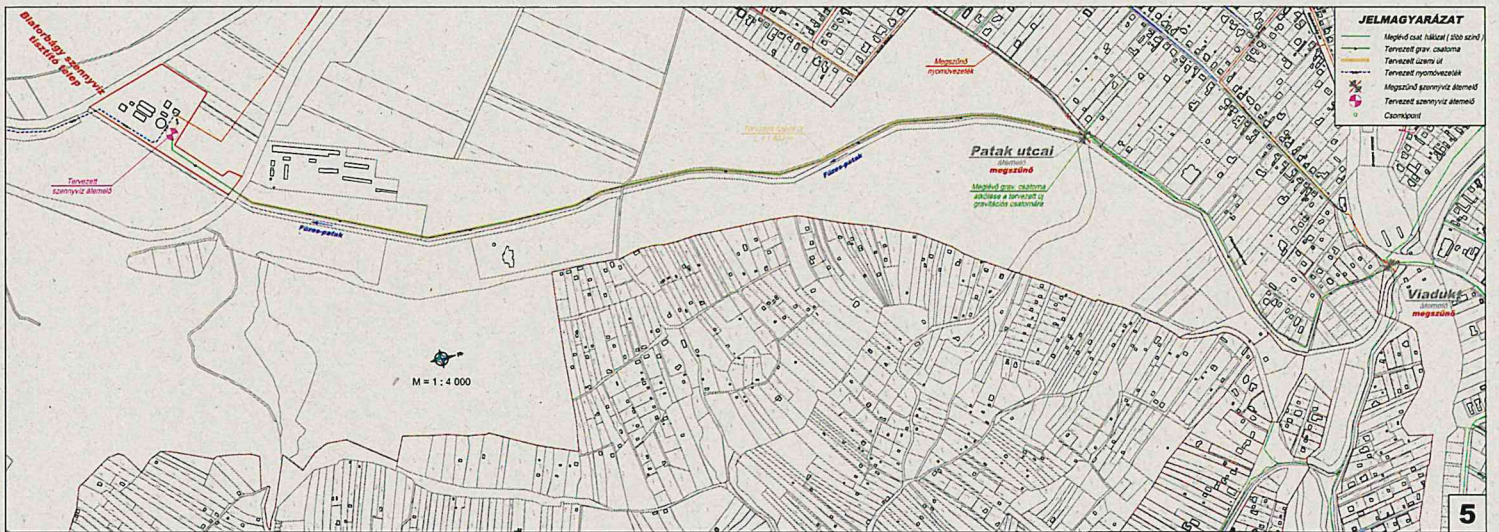 Biatorbágy szennyvíz
tisztító telep
Tervezett
szennyvíz átemelő
Füzes-patak
M = 1 : 4 000
Füzes-patak
Megszűnő
nyomóvezeték
Patak utcai
átemelő
megszűnő
Meglévő grav. csatorna
átkötése a tervezett új
gravitációs csatornára
Viadukt
átemelő
megszűnő
JELMAGYARÁZAT
Meglévő csat. hálózat ( több színű )
Tervezett grav. csatorna
Tervezett üzemi út
Tervezett nyomóvezeték
Megszűnő szennyvíz átemelő
Tervezett szennyvíz átemelő
Csomópont
5